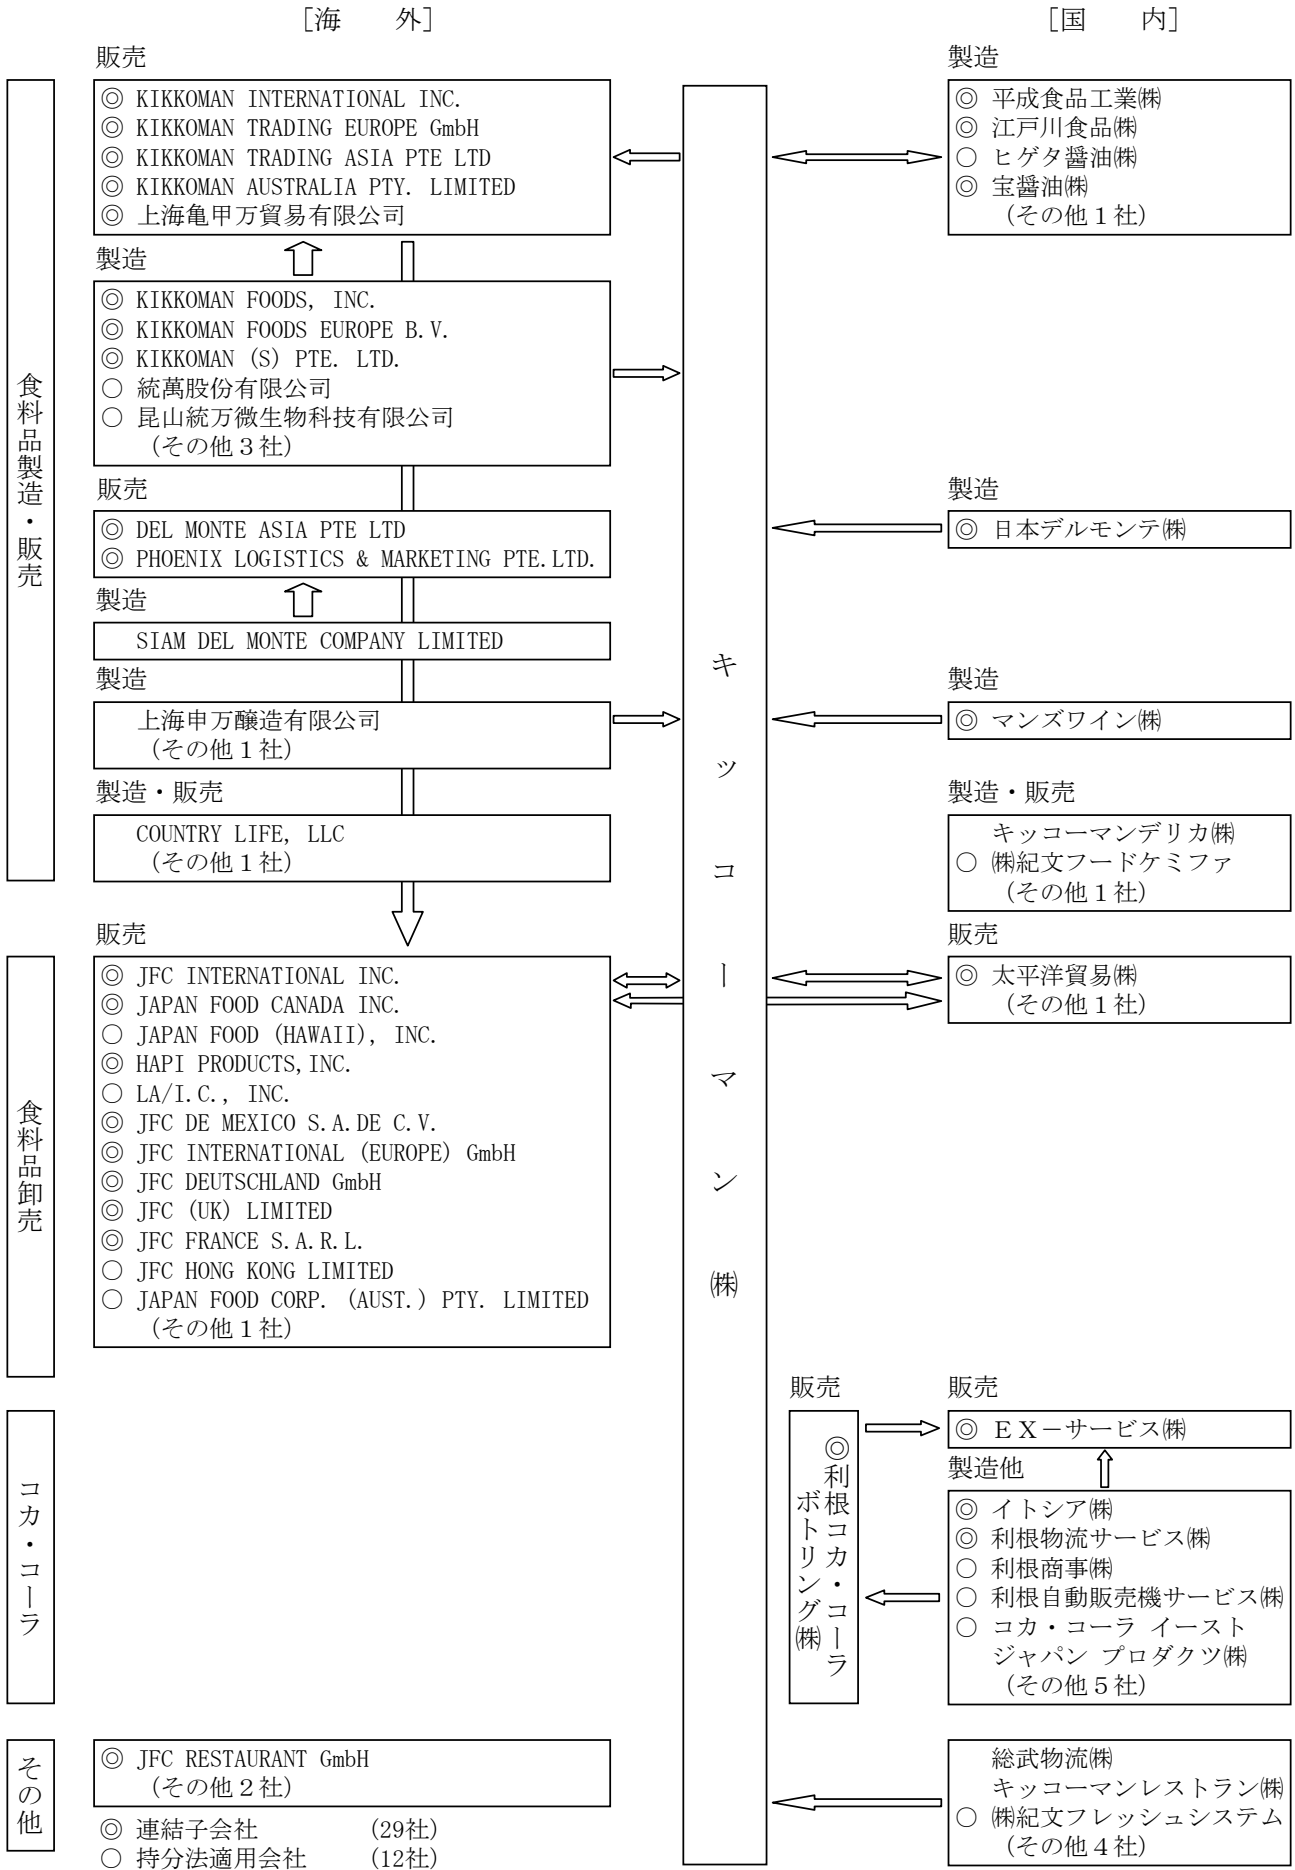 ［海　　外］
［国　　内］
食料品製造・販売
販売
◎ KIKKOMAN INTERNATIONAL INC.
◎ KIKKOMAN TRADING EUROPE GmbH
◎ KIKKOMAN TRADING ASIA PTE LTD
◎ KIKKOMAN AUSTRALIA PTY. LIMITED
◎ 上海亀甲万貿易有限公司
製造
◎ KIKKOMAN FOODS, INC.
◎ KIKKOMAN FOODS EUROPE B.V.
◎ KIKKOMAN (S) PTE. LTD.
○ 統萬股份有限公司
○ 昆山統万微生物科技有限公司
（その他３社）
販売
◎ DEL MONTE ASIA PTE LTD
◎ PHOENIX LOGISTICS & MARKETING PTE.LTD.
製造
SIAM DEL MONTE COMPANY LIMITED
製造
上海申万醸造有限公司
（その他１社）
製造・販売
COUNTRY LIFE, LLC
（その他１社）
キッコーマン㈱
製造
◎ 平成食品工業㈱
◎ 江戸川食品㈱
○ ヒゲタ醤油㈱
◎ 宝醤油㈱
（その他１社）
製造
◎ 日本デルモンテ㈱
製造
◎ マンズワイン㈱
製造・販売
キッコーマンデリカ㈱
○ ㈱紀文フードケミファ
（その他１社）
食料品卸売
販売
◎ JFC INTERNATIONAL INC.
◎ JAPAN FOOD CANADA INC.
○ JAPAN FOOD (HAWAII), INC.
◎ HAPI PRODUCTS,INC.
○ LA/I.C., INC.
◎ JFC DE MEXICO S.A.DE C.V.
◎ JFC INTERNATIONAL (EUROPE) GmbH
◎ JFC DEUTSCHLAND GmbH
◎ JFC (UK) LIMITED
◎ JFC FRANCE S.A.R.L.
○ JFC HONG KONG LIMITED
○ JAPAN FOOD CORP. (AUST.) PTY. LIMITED
（その他１社）
販売
◎ 太平洋貿易㈱
（その他１社）
コカ・コーラ
販売
◎利根コカ・コーラ
ボトリング㈱
販売
◎ ＥＸ－サービス㈱
製造他
◎ イトシア㈱
◎ 利根物流サービス㈱
○ 利根商事㈱
○ 利根自動販売機サービス㈱
○ コカ・コーラ イースト
ジャパン プロダクツ㈱
（その他５社）
その他
◎ JFC RESTAURANT GmbH
（その他２社）
総武物流㈱
キッコーマンレストラン㈱
○ ㈱紀文フレッシュシステム
（その他４社）
◎ 連結子会社　　　　（29社）
○ 持分法適用会社　　（12社）